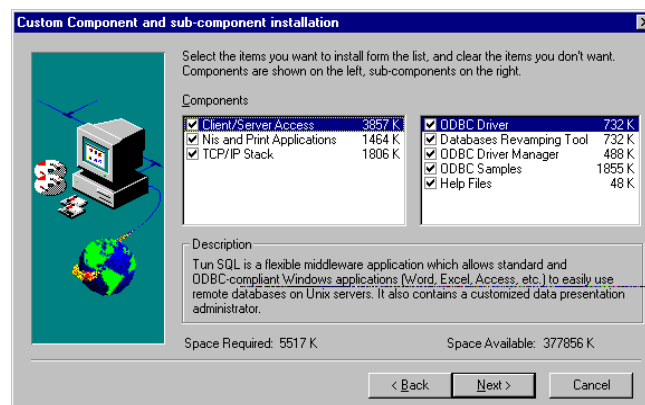 Custom Component and sub-component installation
Select the items you want to install form the list, and clear the items you don't want.
Components are shown on the left, sub-components on the right.
Components
Client/Server Access 3857 K
Nis and Print Applications 1464 K
TCP/IP Stack 1806 K
ODBC Driver 732 K
Databases Revamping Tool 732 K
ODBC Driver Manager 488 K
ODBC Samples 1855 K
Help Files 48 K
Description
Tun SQL is a flexible middleware application which allows standard and
ODBC-compliant Windows applications (Word, Excel, Access, etc.) to easily use
remote databases on Unix servers. It also contains a customized data presentation
administrator.
Space Required: 5517 K
Space Available: 377856 K
< Back
Next >
Cancel